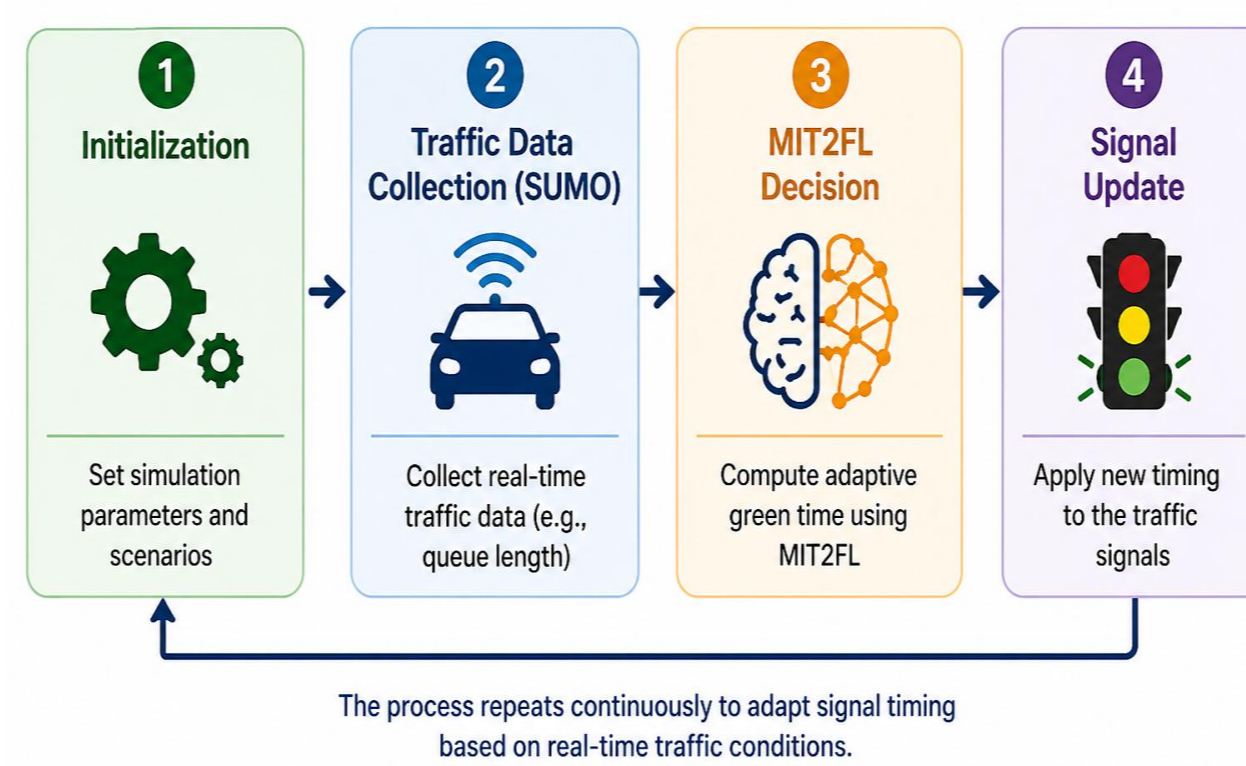 1
Initialization
Set simulation
parameters and
scenarios
2
Traffic Data
Collection (SUMO)
Collect real-time
traffic data (e.g.,
queue length)
3
MIT2FL
Decision
Compute adaptive
green time using
MIT2FL
4
Signal
Update
Apply new timing
to the traffic
signals
The process repeats continuously to adapt signal timing
based on real-time traffic conditions.